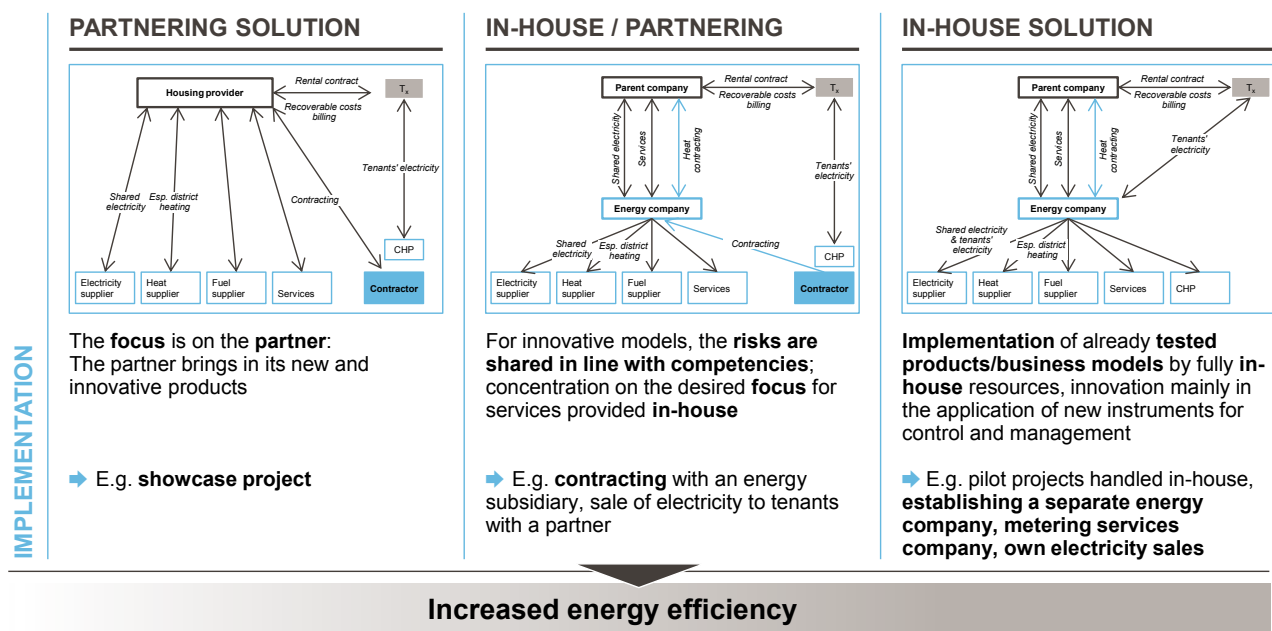 PARTNERING SOLUTION
Housing provider
Rental contract
Recoverable costs
billing
Tx
Tenants' electricity
Shared
electricity
Esp. district
heating
Contracting
CHP
Electricity
supplier
Heat
supplier
Fuel
supplier
Services
Contractor
The focus is on the partner:
The partner brings in its new and
innovative products
E.g. showcase project
IN-HOUSE / PARTNERING
Parent company
Rental contract
Recoverable costs
billing
Tx
Shared electricity
Services
Heat
contracting
Tenants'
electricity
Energy company
Shared
electricity
Esp. district
heating
Contracting
CHP
Electricity
supplier
Heat
supplier
Fuel
supplier
Services
Contractor
For innovative models, the risks are
shared in line with competencies;
concentration on the desired focus for
services provided in-house
E.g. contracting with an energy
subsidiary, sale of electricity to tenants
with a partner
IN-HOUSE SOLUTION
Parent company
Rental contract
Recoverable costs
billing
Tx
Shared electricity
Services
Heat
contracting
Tenants'
electricity
Energy company
Shared electricity
& tenants'
electricity
Esp. district
heating
Electricity
supplier
Heat
supplier
Fuel
supplier
Services
CHP
Implementation of already tested
products/business models by fully in-
house resources, innovation mainly in
the application of new instruments for
control and management
E.g. pilot projects handled in-house,
establishing a separate energy
company, metering services
company, own electricity sales
IMPLEMENTATION
Increased energy efficiency